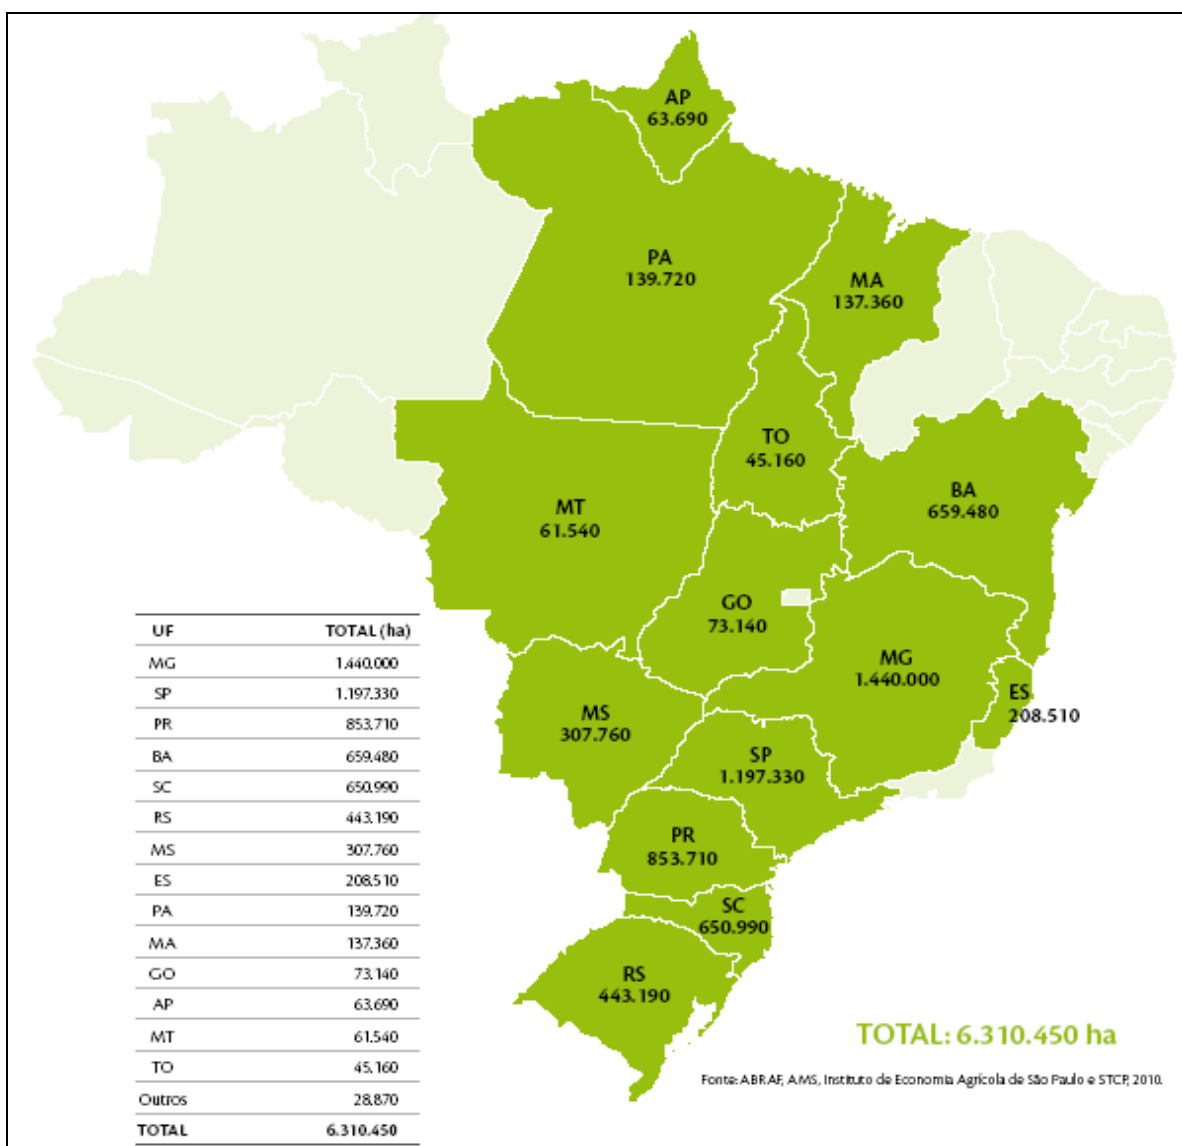 AP
63.690
PA
139.720
MA
137.360
TO
45.160
MT
61.540
BA
659.480
GO
73.140
MG
1.440.000
ES
208.510
MS
307.760
SP
1.197.330
PR
853.710
SC
650.990
RS
443.190
UF TOTAL (ha)
MG 1.440.000
SP 1.197.330
PR 853.710
BA 659.480
SC 650.990
RS 443.190
MS 307.760
ES 208.510
PA 139.720
MA 137.360
GO 73.140
AP 63.690
MT 61.540
TO 45.160
Outros 28.870
TOTAL 6.310.450
TOTAL: 6.310.450 ha
Fonte: ABRAF, AMS, Instituto de Economia Agrícola de São Paulo e STCP, 2010.